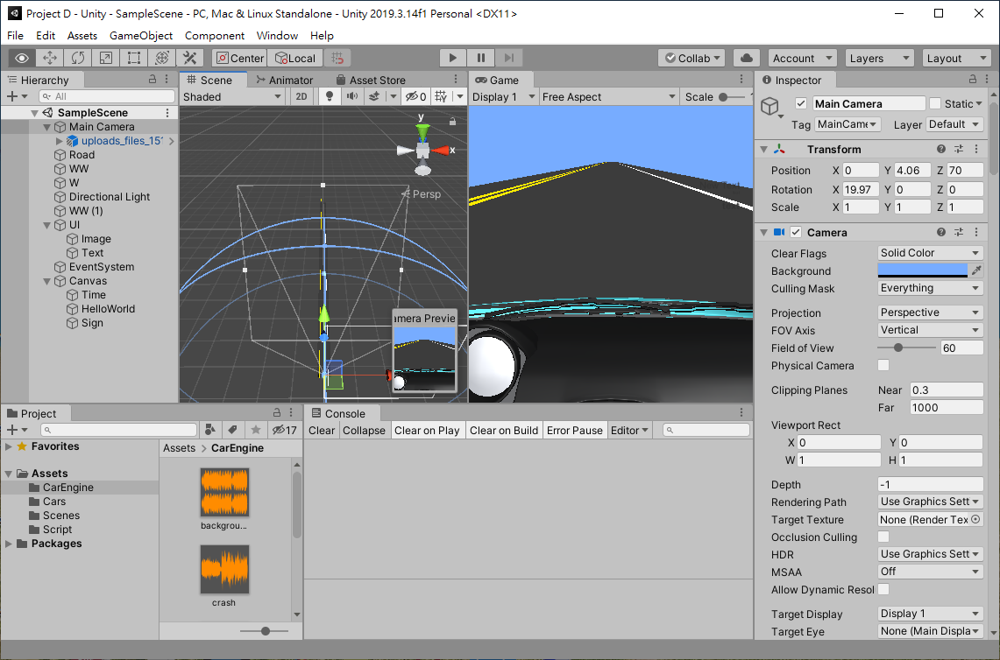 Project D - Unity - SampleScene - PC, Mac & Linux Standalone - Unity 2019.3.14f1 Personal <DX11>
File Edit Assets GameObject Component Window Help
Center Local Collab Account Layers Layout
Hierarchy
All
SampleScene
Main Camera
uploads_files_15
Road
WW
W
Directional Light
WW (1)
UI
Image
Text
EventSystem
Canvas
Time
HelloWorld
Sign
Scene Animator Asset Store
Shaded 2D 0
y
x
Persp
amera Previe
Game
Display 1 Free Aspect Scale
Inspector
Main Camera Static
Tag MainCame Layer Default
Transform
Position X 0 Y 4.06 Z 70
Rotation X 19.97 Y 0 Z 0
Scale X 1 Y 1 Z 1
Camera
Clear Flags Solid Color
Background
Culling Mask Everything
Projection Perspective
FOV Axis Vertical
Field of View 60
Physical Camera
Clipping Planes Near 0.3
Far 1000
Viewport Rect
X 0 Y 0
W 1 H 1
Depth -1
Rendering Path Use Graphics Sett
Target Texture None (Render Tex
Occlusion Culling
HDR Use Graphics Sett
MSAA Off
Allow Dynamic Resol
Target Display Display 1
Target Eye None (Main Displa
Project
17
Favorites
Assets
CarEngine
Cars
Scenes
Script
Packages
Assets > CarEngine
backgrou...
crash
Console
Clear Collapse Clear on Play Clear on Build Error Pause Editor